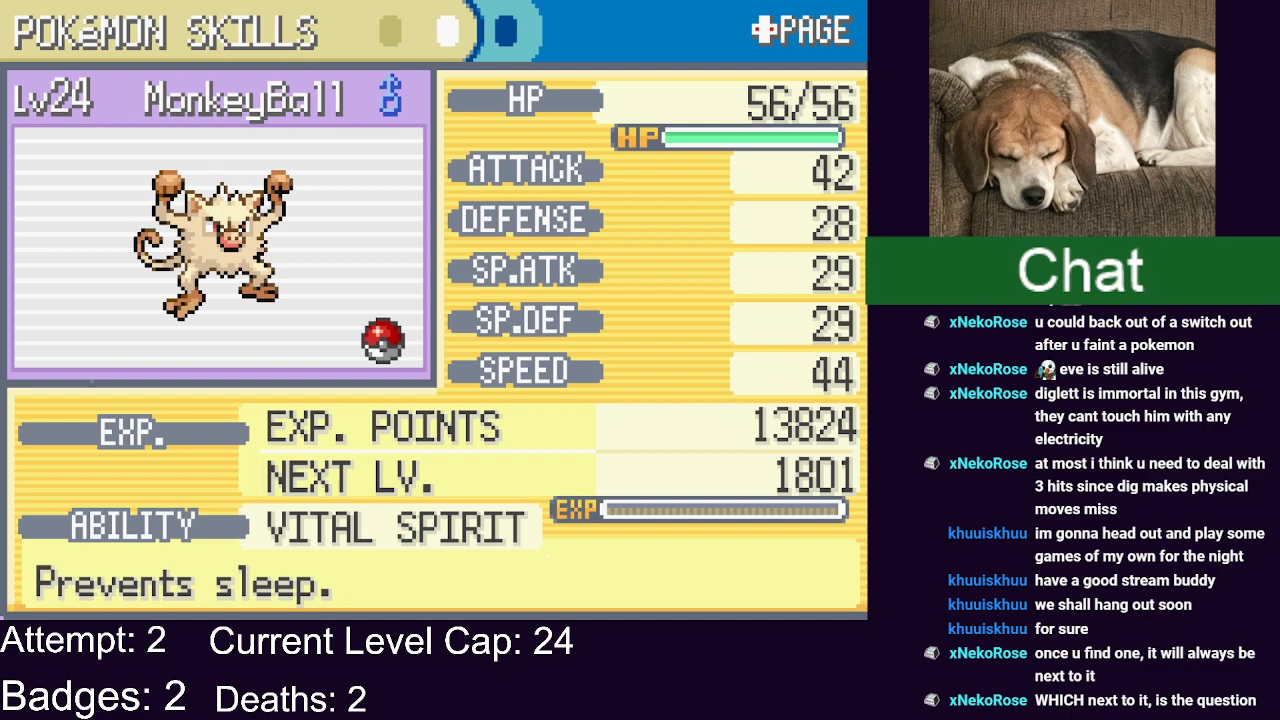 POKéMON SKILLS
PAGE
Lv24 MonkeyBall ♂
HP 56/56
HP
ATTACK 42
DEFENSE 28
SP.ATK 29
SP.DEF 29
SPEED 44
EXP. EXP. POINTS 13824
NEXT LV. 1801
EXP
ABILITY VITAL SPIRIT
Prevents sleep.
Attempt: 2 Current Level Cap: 24
Badges: 2 Deaths: 2
Chat
xNekoRose u could back out of a switch out
after u faint a pokemon
xNekoRose eve is still alive
xNekoRose diglett is immortal in this gym,
they cant touch him with any
electricity
xNekoRose at most i think u need to deal with
3 hits since dig makes physical
moves miss
khuuiskhuu im gonna head out and play some
games of my own for the night
khuuiskhuu have a good stream buddy
khuuiskhuu we shall hang out soon
khuuiskhuu for sure
xNekoRose once u find one, it will always be
next to it
xNekoRose WHICH next to it, is the question